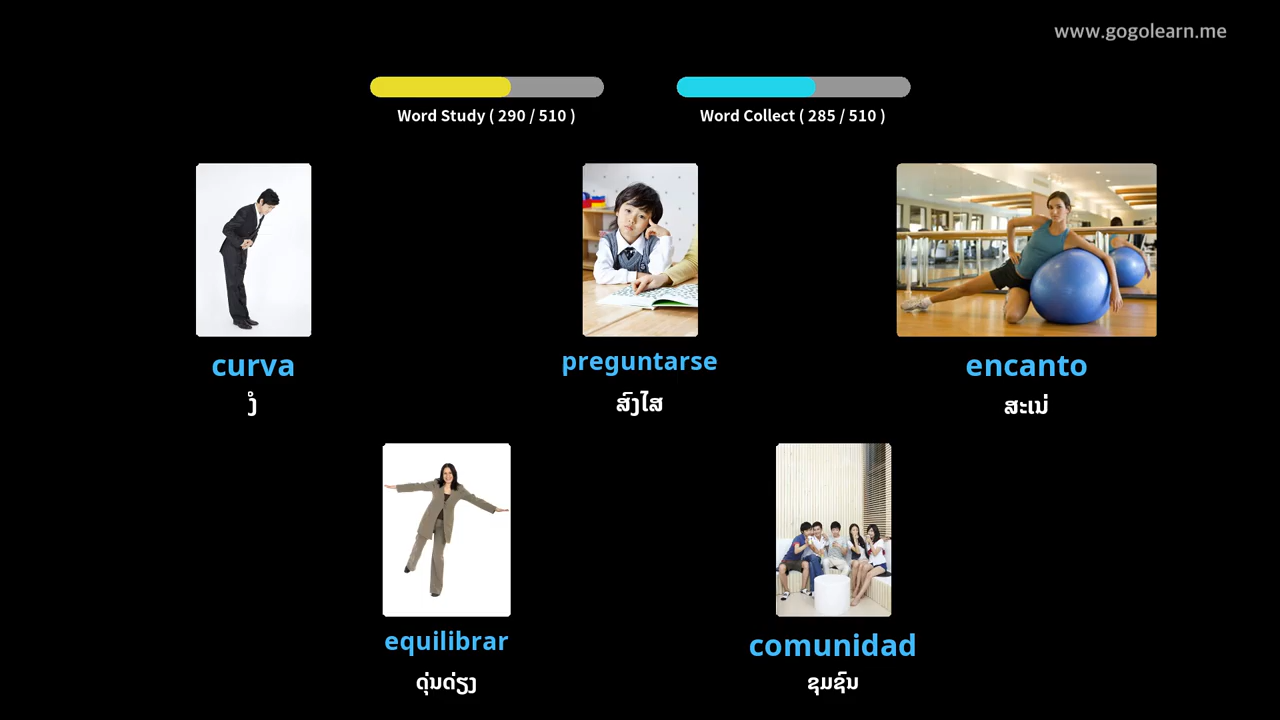 www.gogolearn.me
Word Study ( 290 / 510 )
Word Collect ( 285 / 510 )
curva
ງໍ
preguntarse
ສົງໄສ
encanto
ສະເນ່
equilibrar
ດຸ່ນດ່ຽງ
comunidad
ຊຸມຊົນ